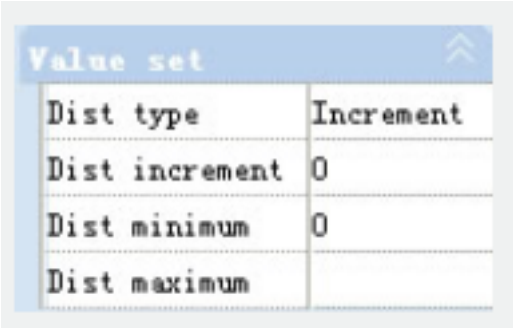 Value set
Dist type Increment
Dist increment 0
Dist minimum 0
Dist maximum